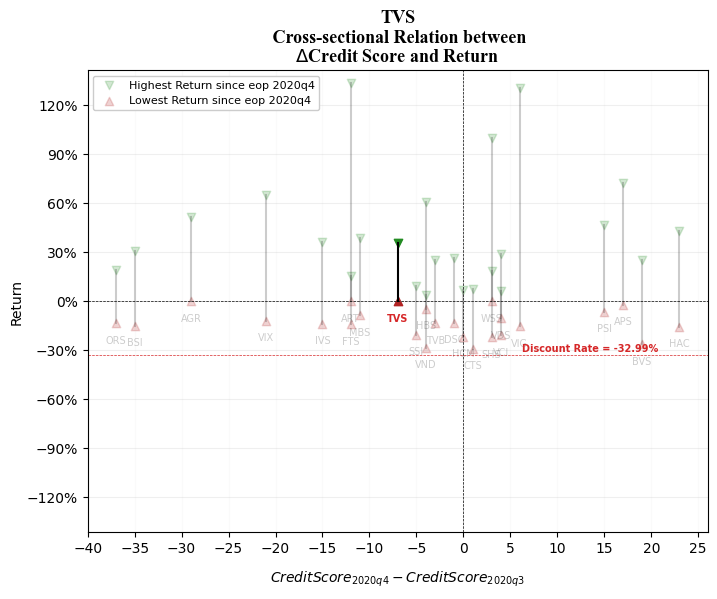 TVS
Cross-sectional Relation between
ΔCredit Score and Return
Highest Return since eop 2020q4
Lowest Return since eop 2020q4
120%
90%
60%
30%
0%
−30%
−60%
−90%
−120%
Return
AGR
ART
TVS
HBS
WSS
PSI
APS
ORS
BSI
VIX
IVS
FTS
MBS
SSI
TVB
DSC
VDS
VIG
HCM
SHS
VCI
HAC
VND
CTS
BVS
Discount Rate = -32.99%
−40
−35
−30
−25
−20
−15
−10
−5
0
5
10
15
20
25
CreditScore2020q4 − CreditScore2020q3